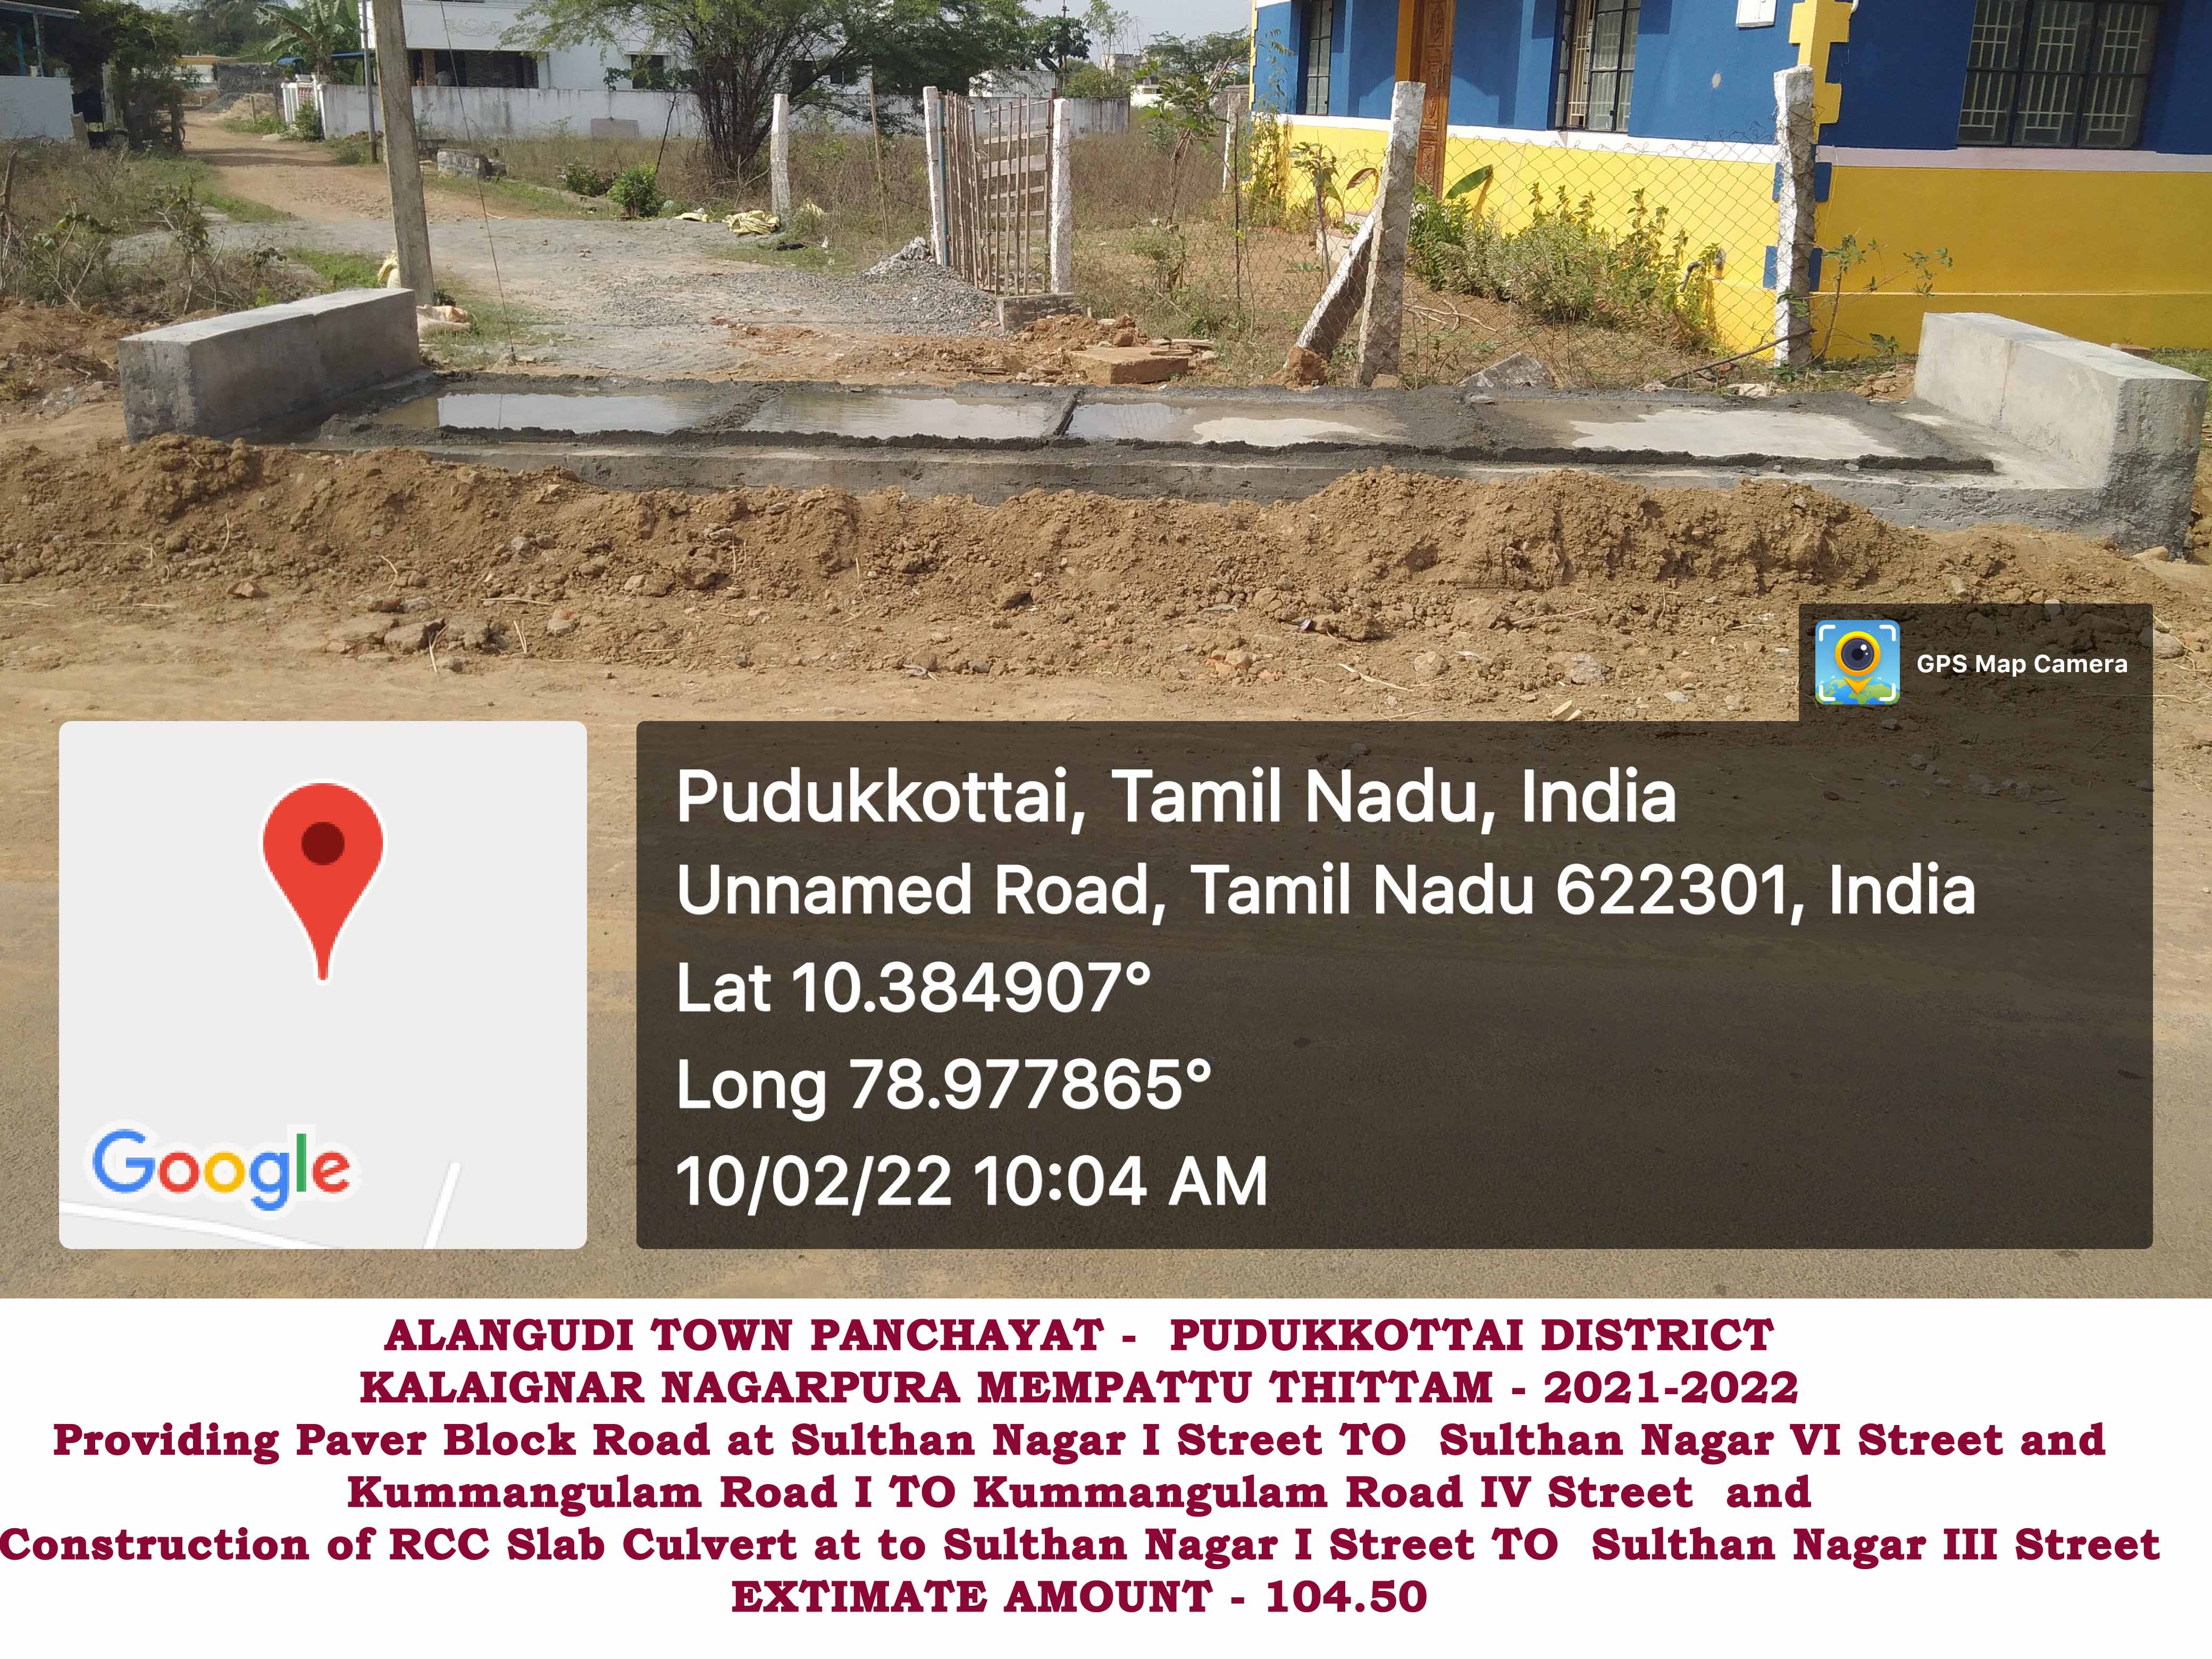 GPS Map Camera
Pudukkottai, Tamil Nadu, India
Unnamed Road, Tamil Nadu 622301, India
Lat 10.384907°
Long 78.977865°
10/02/22 10:04 AM
Google
ALANGUDI TOWN PANCHAYAT - PUDUKKOTTAI DISTRICT
KALAIGNAR NAGARPURA MEMPATTU THITTAM - 2021-2022
Providing Paver Block Road at Sulthan Nagar I Street TO Sulthan Nagar VI Street and
Kummangulam Road I TO Kummangulam Road IV Street and
Construction of RCC Slab Culvert at to Sulthan Nagar I Street TO Sulthan Nagar III Street
EXTIMATE AMOUNT - 104.50